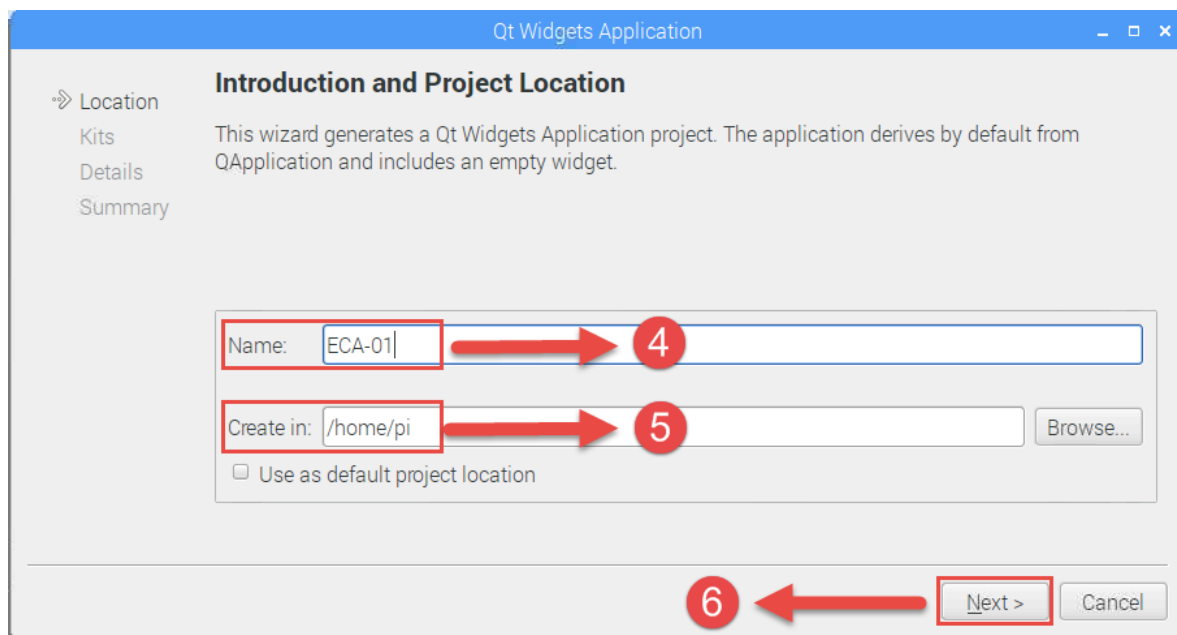 Qt Widgets Application
Location
Kits
Details
Summary
Introduction and Project Location
This wizard generates a Qt Widgets Application project. The application derives by default from
QApplication and includes an empty widget.
Name: ECA-01 4
Create in: /home/pi 5 Browse...
Use as default project location
6 Next > Cancel